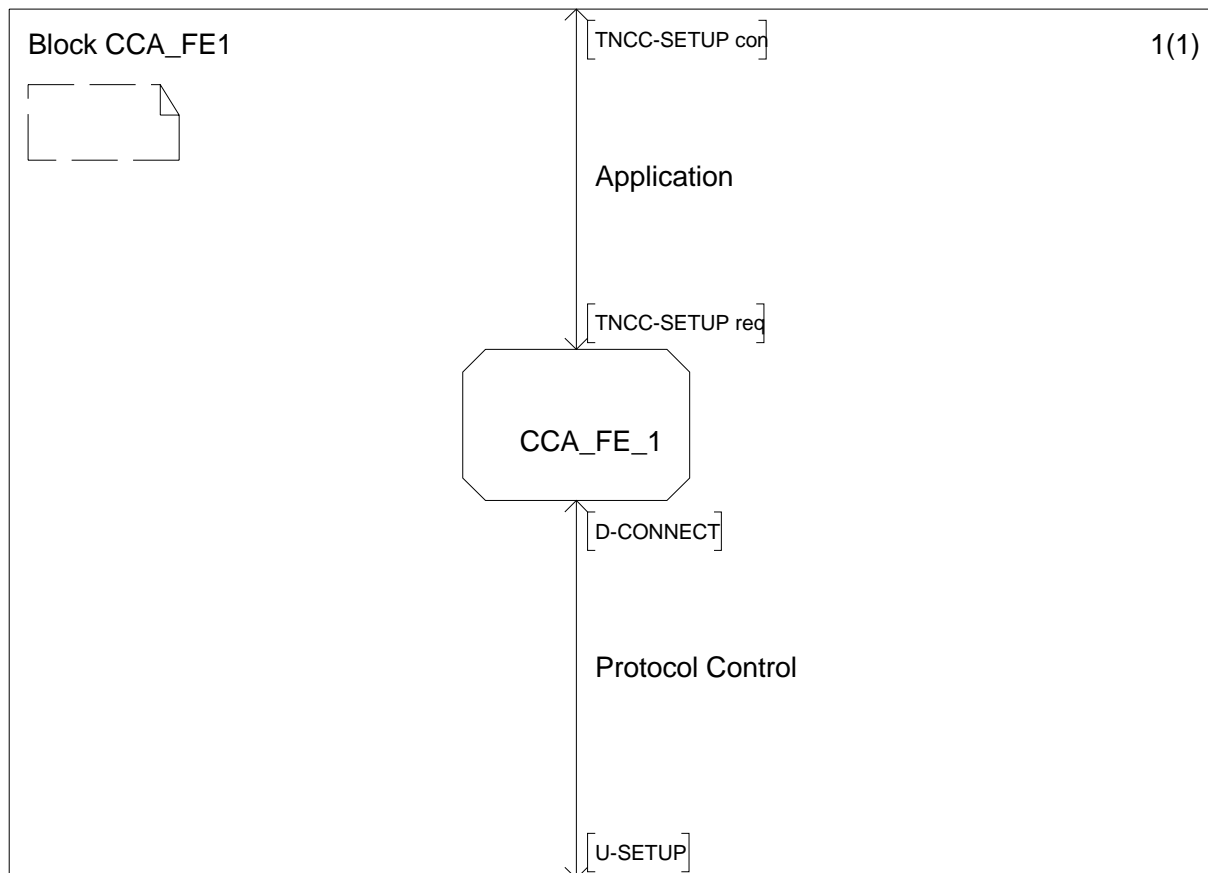 Block CCA_FE1
1(1)
[TNCC-SETUP con]
Application
[TNCC-SETUP req]
CCA_FE_1
[D-CONNECT]
Protocol Control
[U-SETUP]